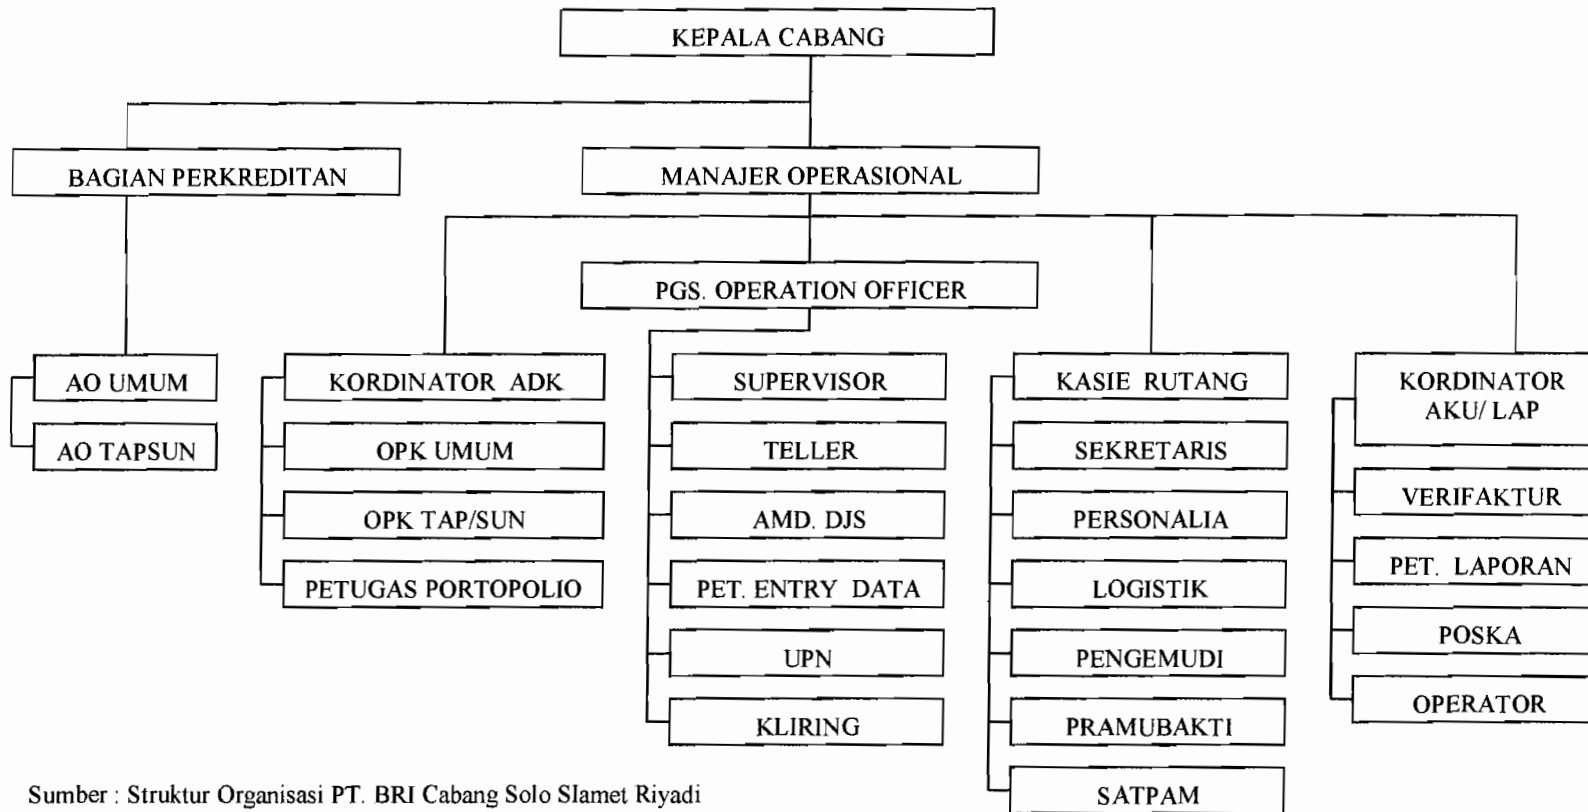 KEPALA CABANG
BAGIAN PERKREDITAN
MANAJER OPERASIONAL
PGS. OPERATION OFFICER
AO UMUM
AO TAPSUN
KORDINATOR ADK
OPK UMUM
OPK TAP/SUN
PETUGAS PORTOPOLIO
SUPERVISOR
TELLER
AMD. DJS
PET. ENTRY DATA
UPN
KLIRING
KASIE RUTANG
SEKRETARIS
PERSONALIA
LOGISTIK
PENGEMUDI
PRAMUBAKTI
SATPAM
KORDINATOR
AKU/ LAP
VERIFAKTUR
PET. LAPORAN
POSKA
OPERATOR
Sumber : Struktur Organisasi PT. BRI Cabang Solo Slamet Riyadi